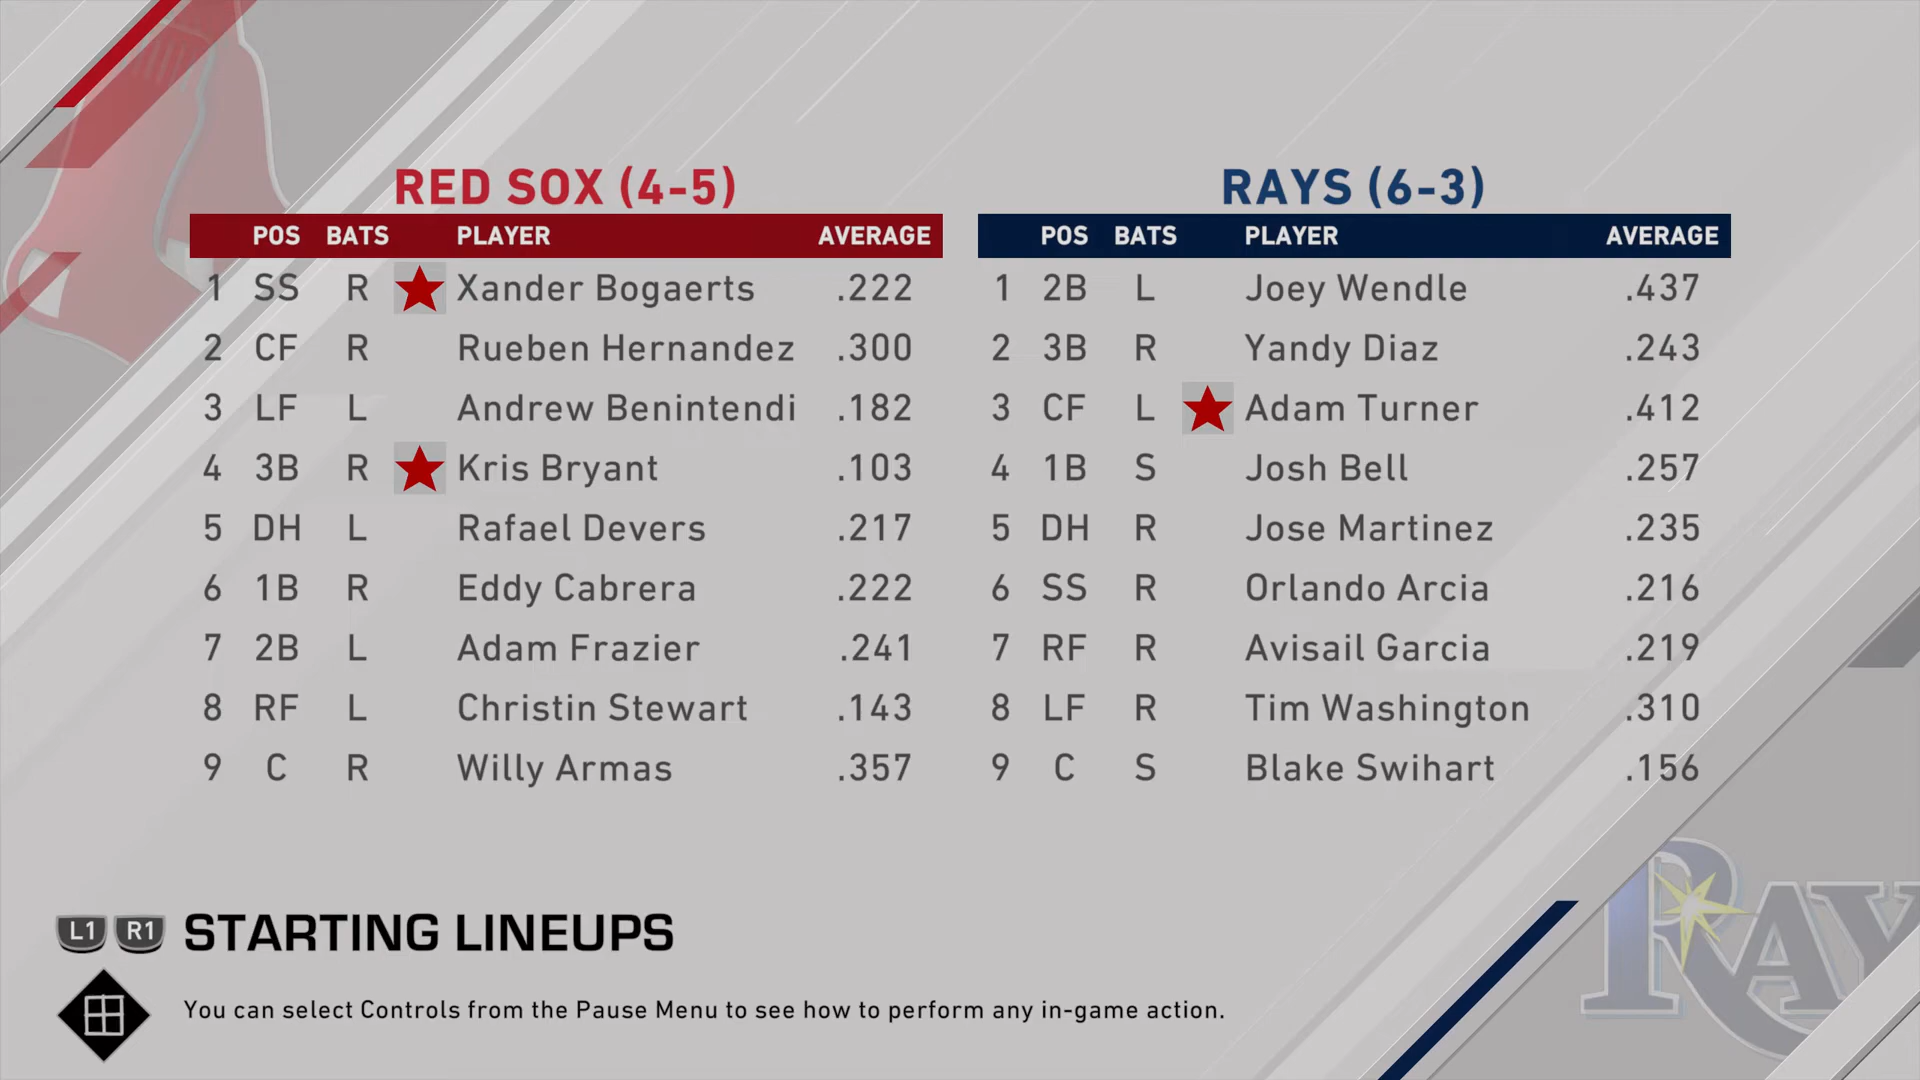 RED SOX (4-5)
POS BATS PLAYER AVERAGE
1 SS R Xander Bogaerts .222
2 CF R Rueben Hernandez .300
3 LF L Andrew Benintendi .182
4 3B R Kris Bryant .103
5 DH L Rafael Devers .217
6 1B R Eddy Cabrera .222
7 2B L Adam Frazier .241
8 RF L Christin Stewart .143
9 C R Willy Armas .357
RAYS (6-3)
POS BATS PLAYER AVERAGE
1 2B L Joey Wendle .437
2 3B R Yandy Diaz .243
3 CF L Adam Turner .412
4 1B S Josh Bell .257
5 DH R Jose Martinez .235
6 SS R Orlando Arcia .216
7 RF R Avisail Garcia .219
8 LF R Tim Washington .310
9 C S Blake Swihart .156
L1 R1 STARTING LINEUPS
You can select Controls from the Pause Menu to see how to perform any in-game action.
RAY